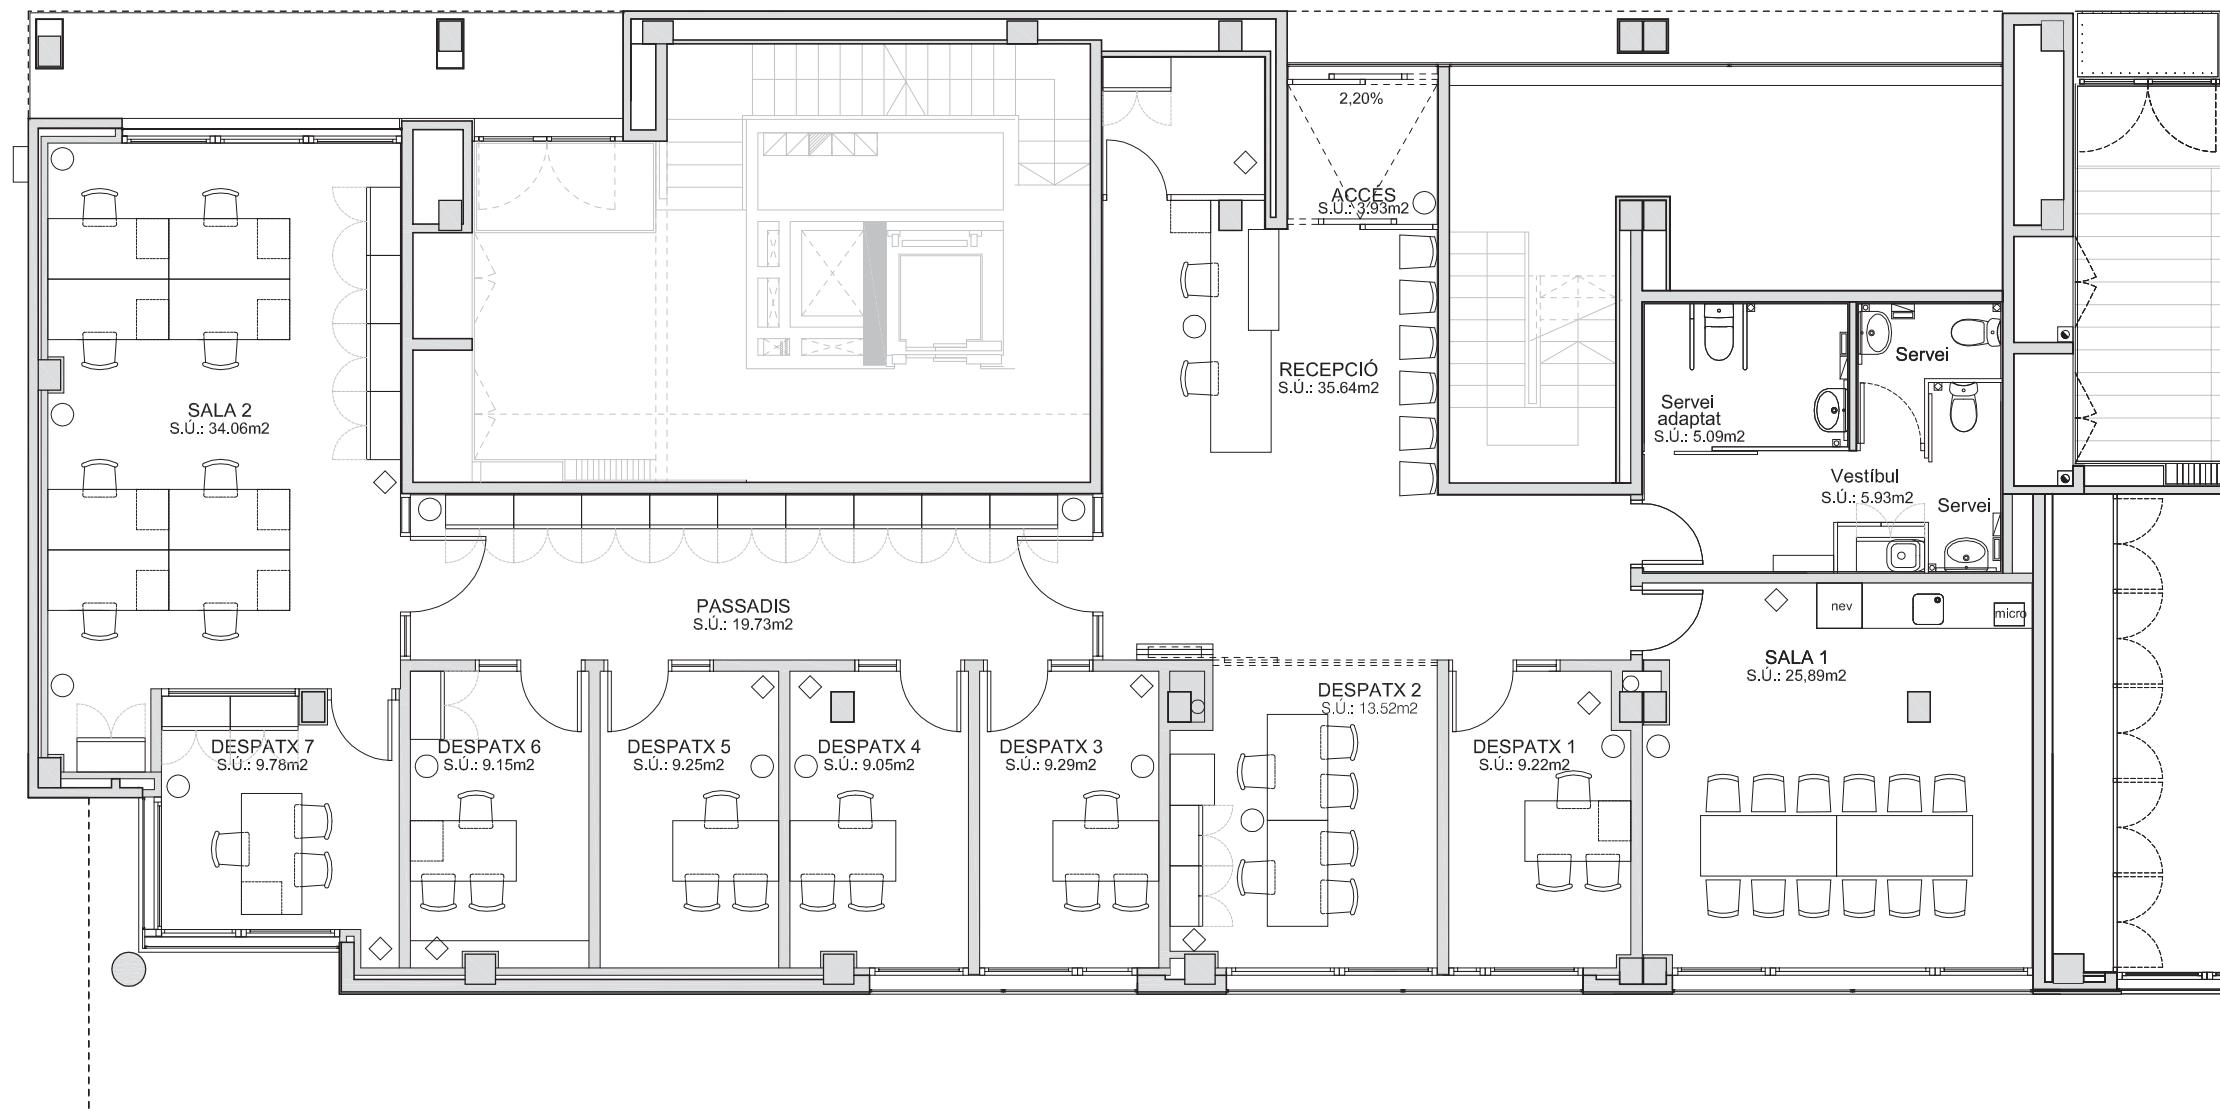 2,20%
ACCÉS
S.Ú.: 3.93m2
RECEPCIÓ
S.Ú.: 35.64m2
Servei
SALA 2
S.Ú.: 34.06m2
Servei
adaptat
S.Ú.: 5.09m2
Vestíbul
S.Ú.: 5.93m2
Servei
PASSADIS
S.Ú.: 19.73m2
nev
micro
SALA 1
S.Ú.: 25,89m2
DESPATX 2
S.Ú.: 13.52m2
DESPATX 7
S.Ú.: 9.78m2
DESPATX 6
S.Ú.: 9.15m2
DESPATX 5
S.Ú.: 9.25m2
DESPATX 4
S.Ú.: 9.05m2
DESPATX 3
S.Ú.: 9.29m2
DESPATX 1
S.Ú.: 9.22m2